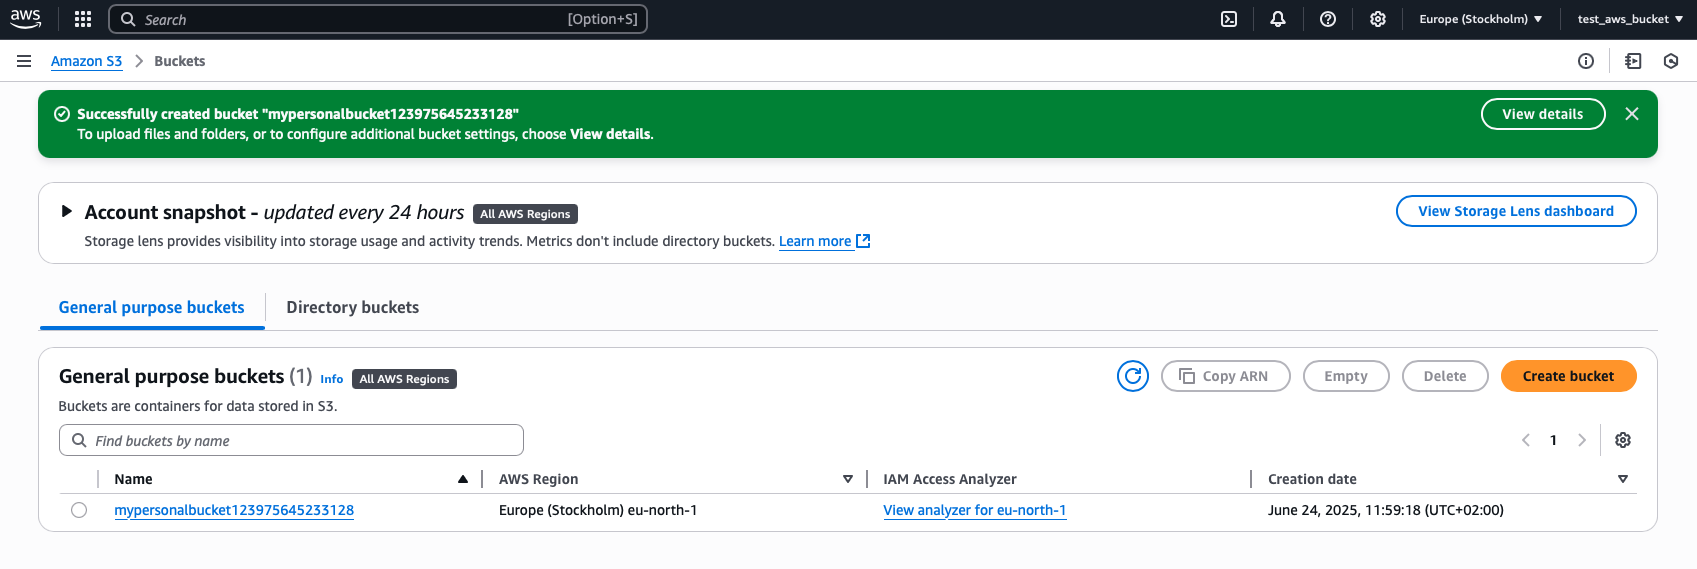 aws
Search [Option+S] Europe (Stockholm) test_aws_bucket
Amazon S3 Buckets
Successfully created bucket "mypersonalbucket123975645233128"
To upload files and folders, or to configure additional bucket settings, choose View details.
View details
Account snapshot - updated every 24 hours All AWS Regions
View Storage Lens dashboard
Storage lens provides visibility into storage usage and activity trends. Metrics don't include directory buckets. Learn more
General purpose buckets Directory buckets
General purpose buckets (1) Info All AWS Regions
Copy ARN Empty Delete Create bucket
Buckets are containers for data stored in S3.
Find buckets by name
1
Name AWS Region IAM Access Analyzer Creation date
mypersonalbucket123975645233128 Europe (Stockholm) eu-north-1 View analyzer for eu-north-1 June 24, 2025, 11:59:18 (UTC+02:00)